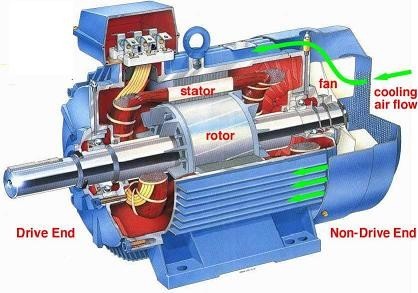 stator
fan
cooling
air flow
rotor
Drive End
Non-Drive End